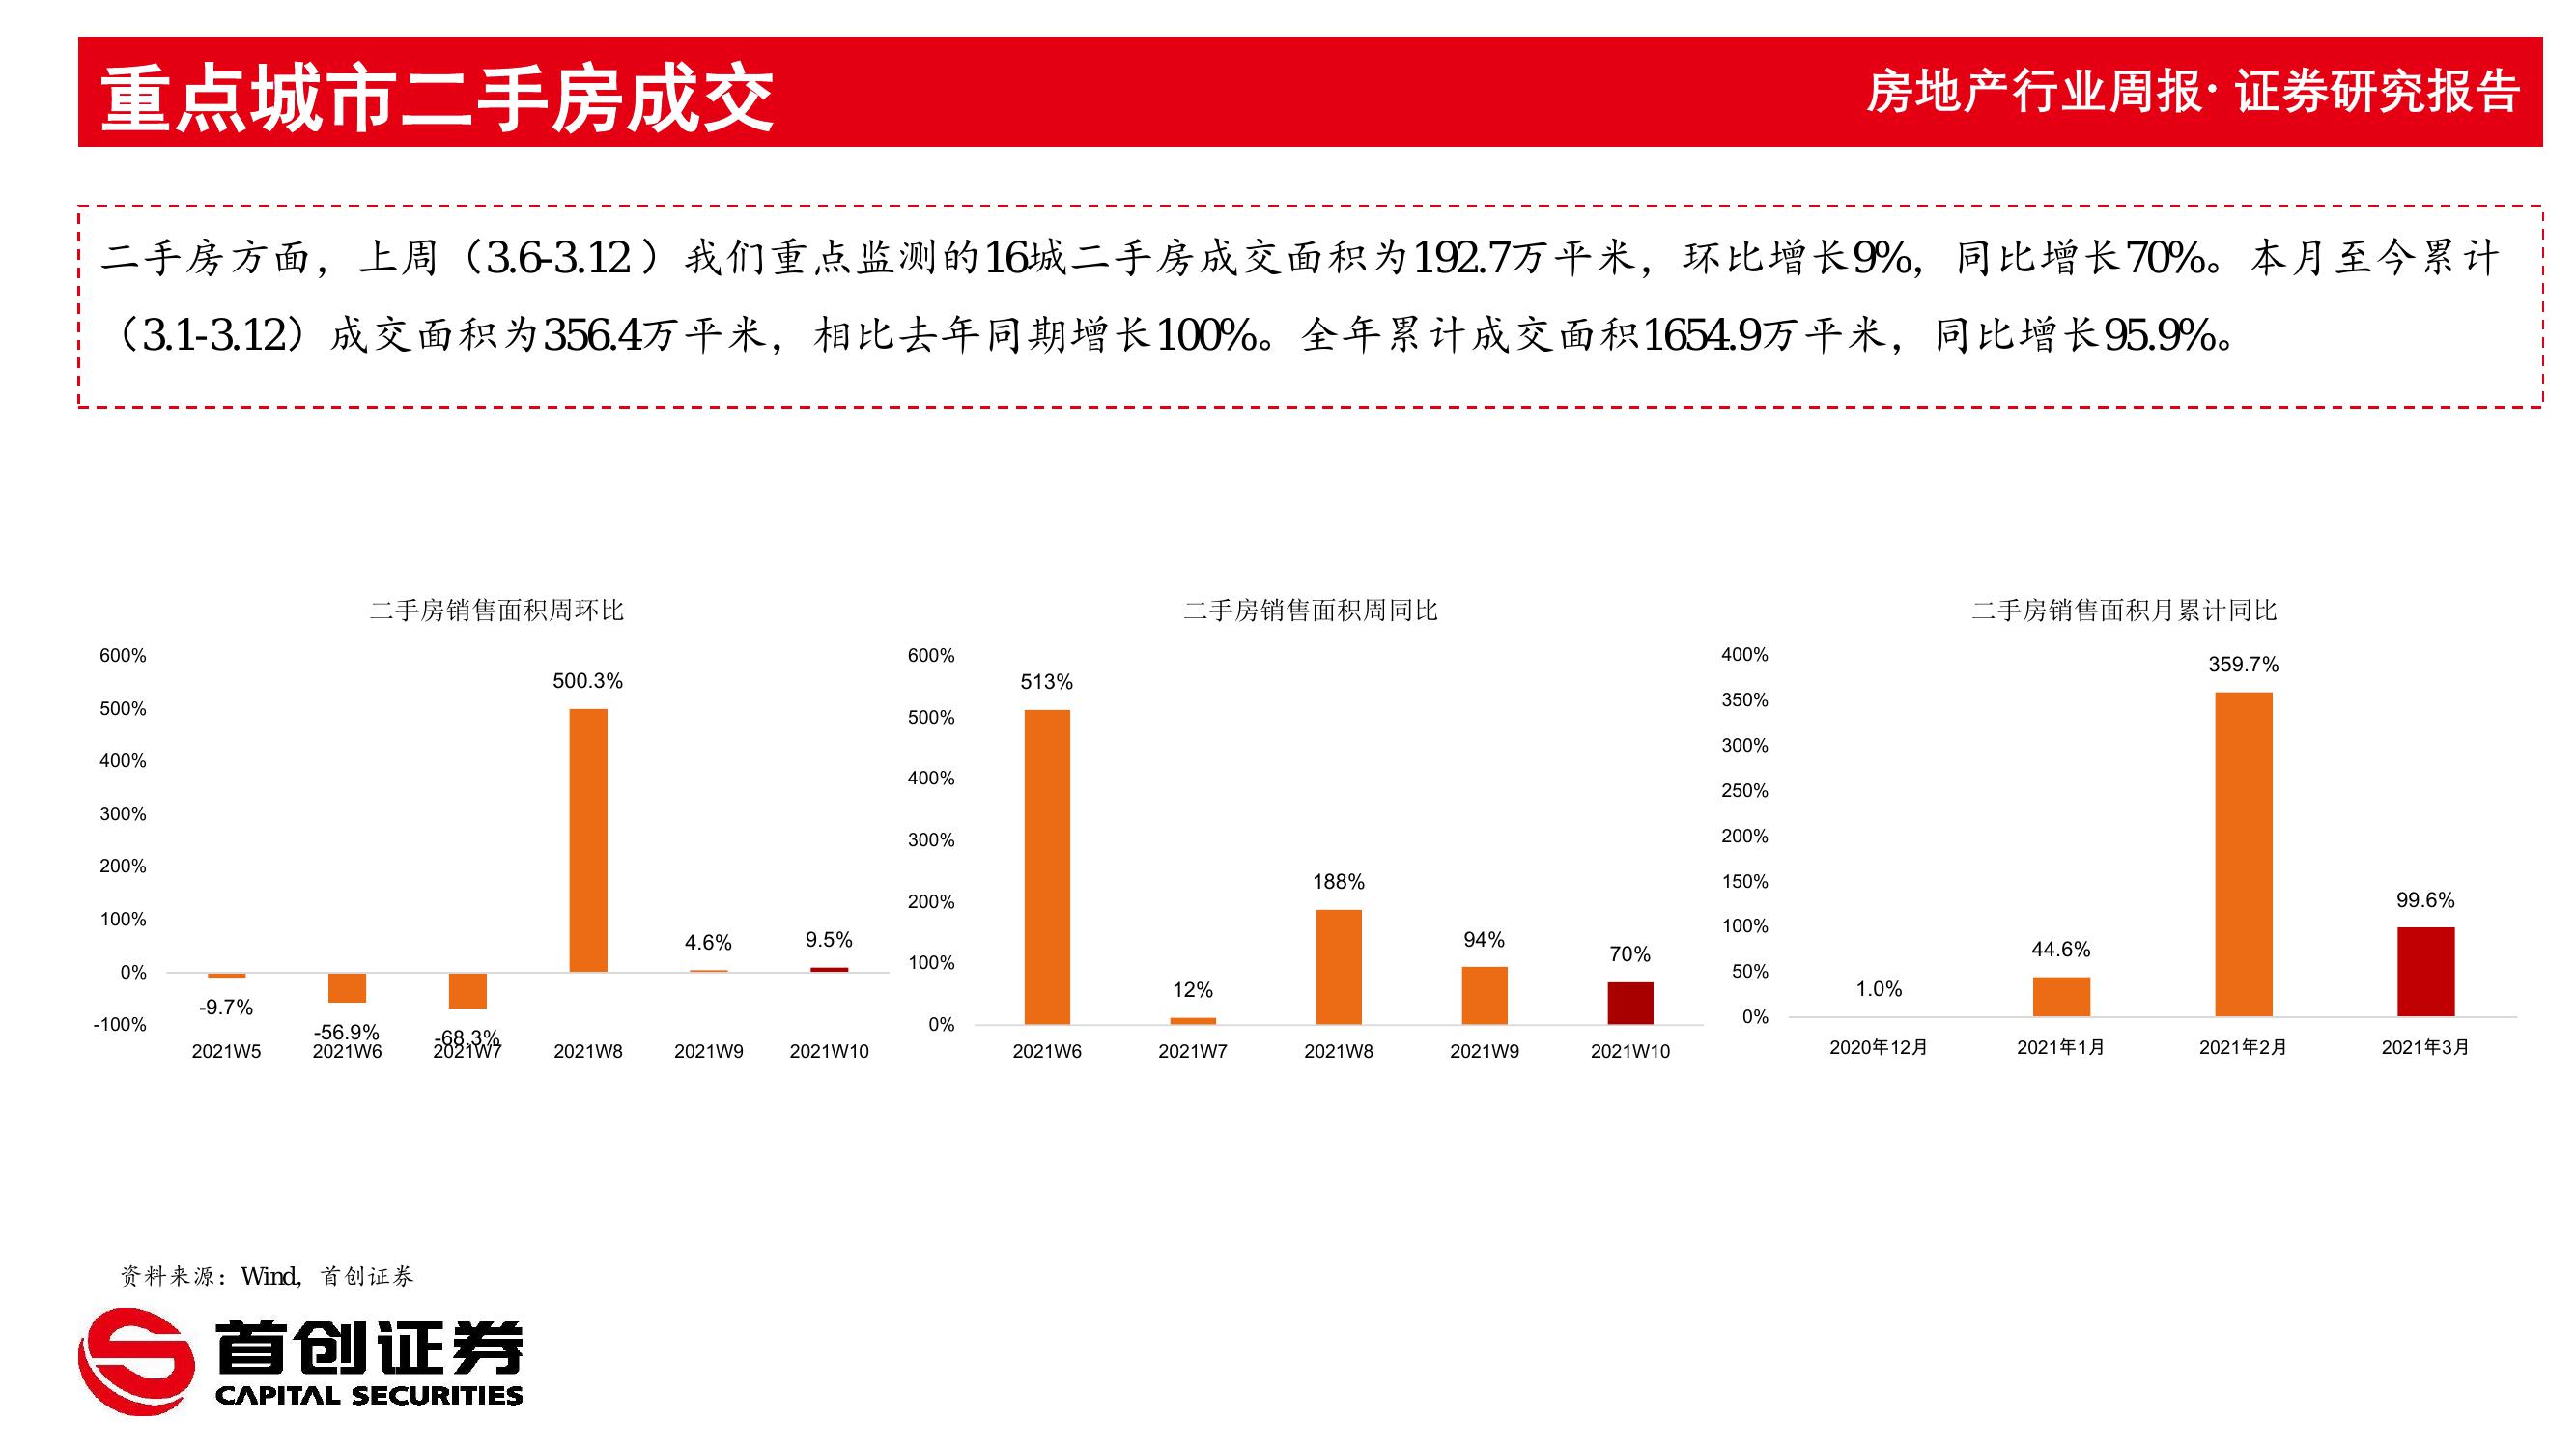 重点城市二手房成交
房地产行业周报· 证券研究报告
二手房方面，上周（3.6-3.12）我们重点监测的16城二手房成交面积为192.7万平米，环比增长9%，同比增长70%。本月至今累计
（3.1-3.12）成交面积为356.4万平米，相比去年同期增长100%。全年累计成交面积1654.9万平米，同比增长95.9%。
二手房销售面积周环比
600%
500%
400%
300%
200%
100%
0%
-100%
-9.7%
-56.9%
-68.3%
500.3%
4.6%
9.5%
2021W5
2021W6
2021W7
2021W8
2021W9
2021W10
二手房销售面积周同比
600%
500%
400%
300%
200%
100%
0%
513%
12%
188%
94%
70%
2021W6
2021W7
2021W8
2021W9
2021W10
二手房销售面积月累计同比
400%
350%
300%
250%
200%
150%
100%
50%
0%
1.0%
44.6%
359.7%
99.6%
2020年12月
2021年1月
2021年2月
2021年3月
资料来源：Wind，首创证券
首创证券
CAPITAL SECURITIES